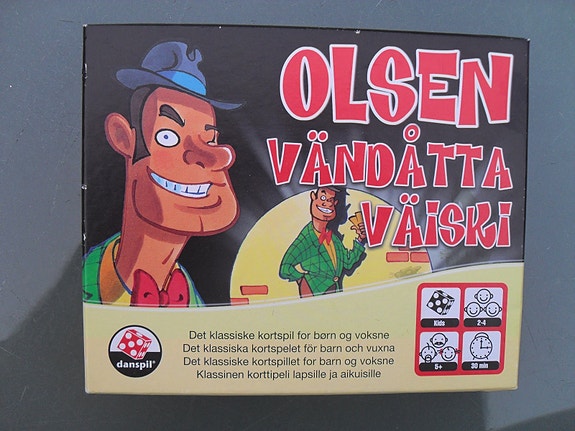 OLSEN
VÄNDÅTTA
VÄISKI
Det klassiske kortspil for børn og voksne
Det klassiska kortspelet för barn och vuxna
Det klassiske kortspillet for barn og voksne
Klassinen korttipeli lapsille ja aikuisille
danspil®
Kids
2-4
5+
30 min